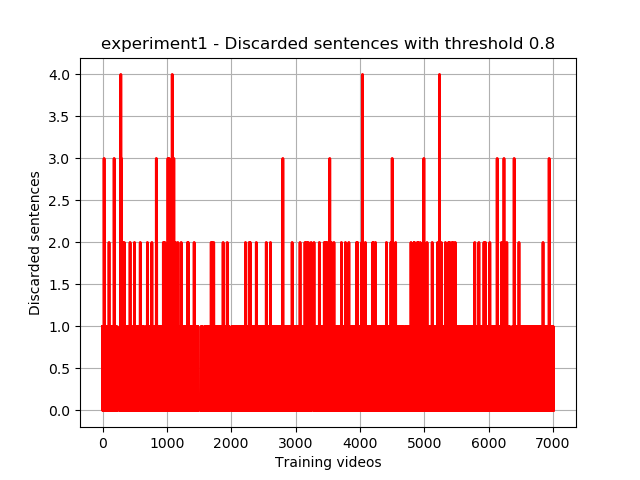 experiment1 - Discarded sentences with threshold 0.8
4.0
3.5
3.0
2.5
2.0
1.5
1.0
0.5
0.0
Discarded sentences
0 1000 2000 3000 4000 5000 6000 7000
Training videos